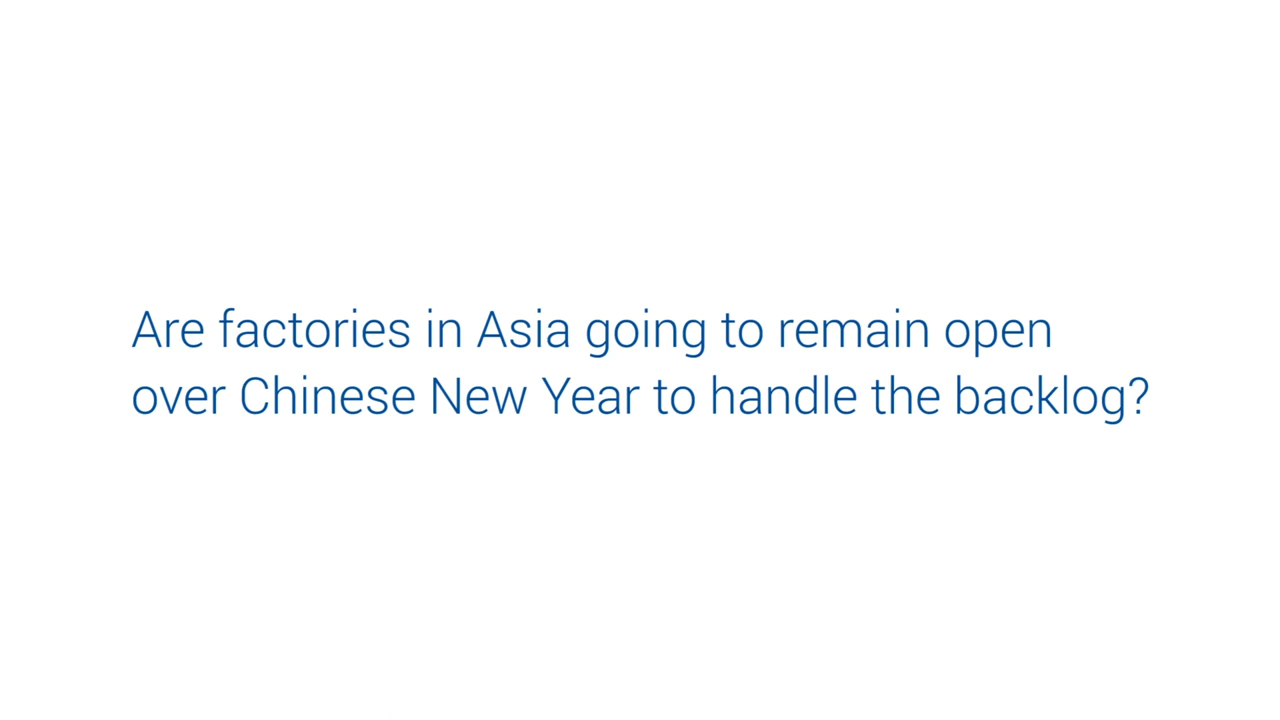 Are factories in Asia going to remain open
over Chinese New Year to handle the backlog?